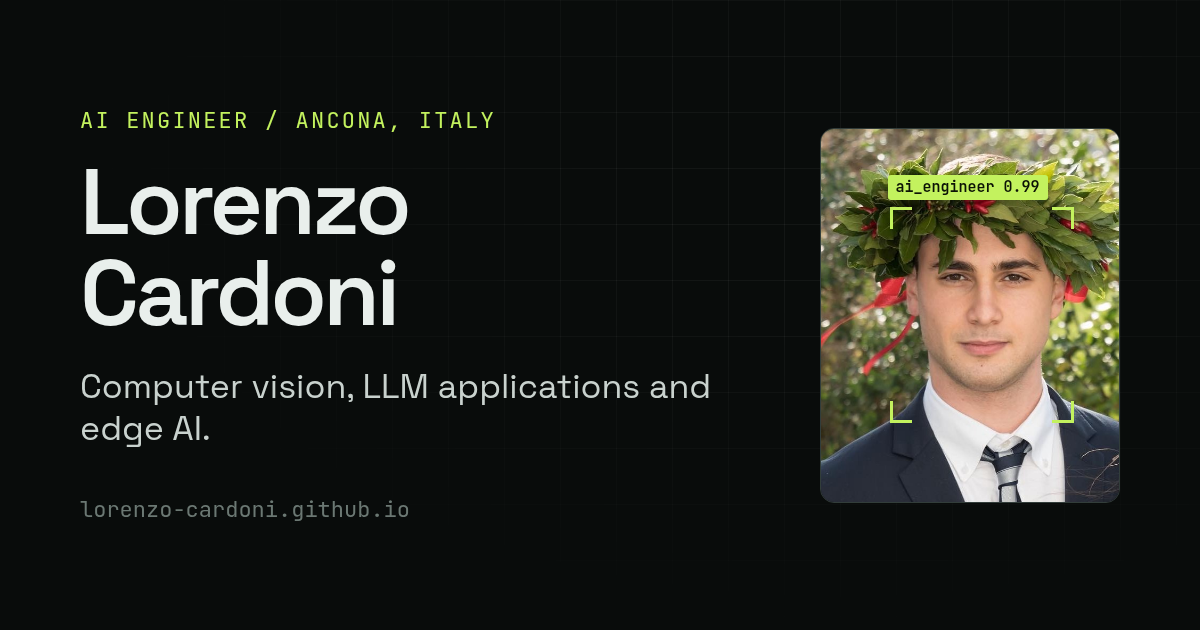 AI ENGINEER / ANCONA, ITALY
Lorenzo
Cardoni
Computer vision, LLM applications and
edge AI.
lorenzo-cardoni.github.io
ai_engineer 0.99